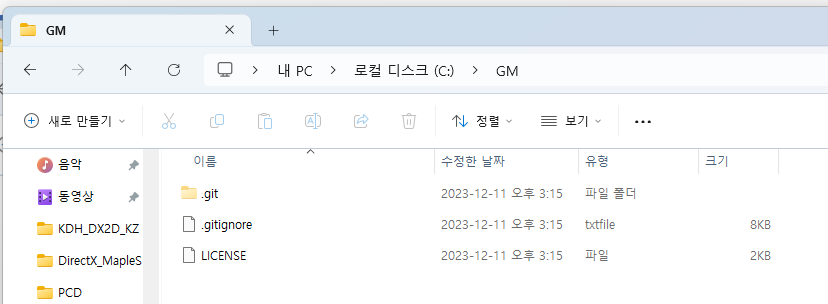 GM
내 PC
로컬 디스크 (C:)
GM
새로 만들기
정렬
보기
이름
수정한 날짜
유형
크기
음악
동영상
KDH_DX2D_KZ
DirectX_MapleS
PCD
.git 2023-12-11 오후 3:15 파일 폴더
.gitignore 2023-12-11 오후 3:15 txtfile 8KB
LICENSE 2023-12-11 오후 3:15 파일 2KB